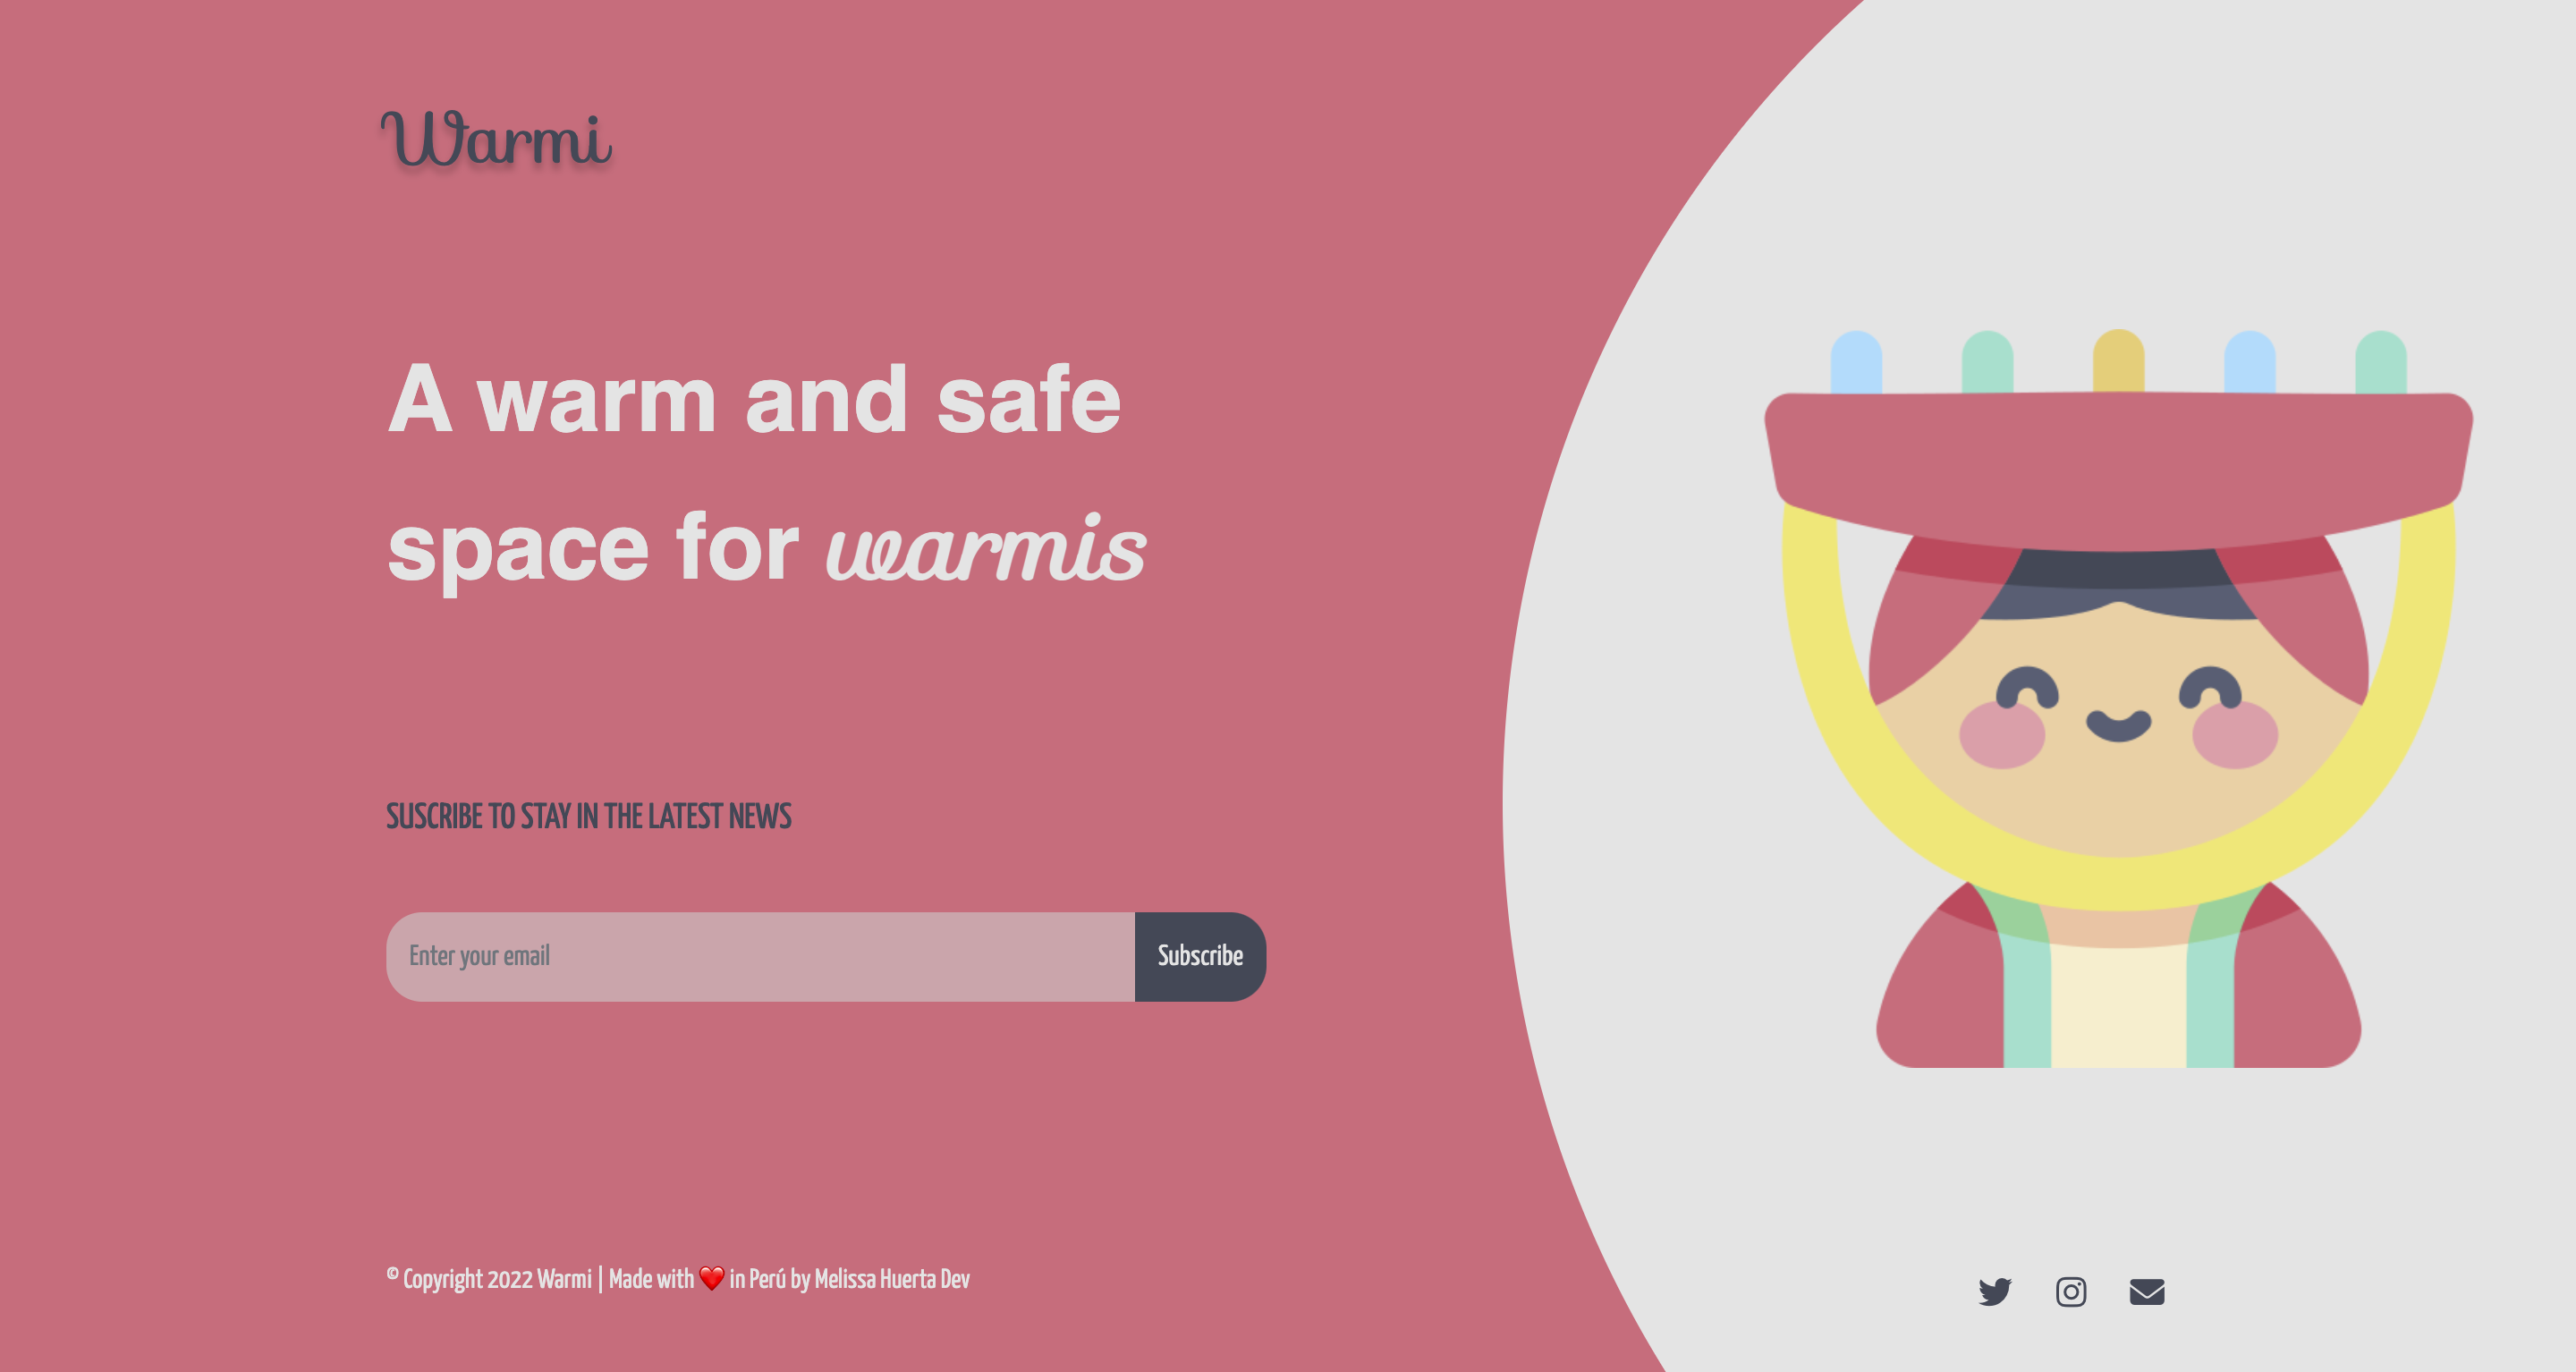 Warmi
A warm and safe
space for warmis
SUSCRIBE TO STAY IN THE LATEST NEWS
Enter your email
Subscribe
© Copyright 2022 Warmi | Made with ❤️ in Perú by Melissa Huerta Dev